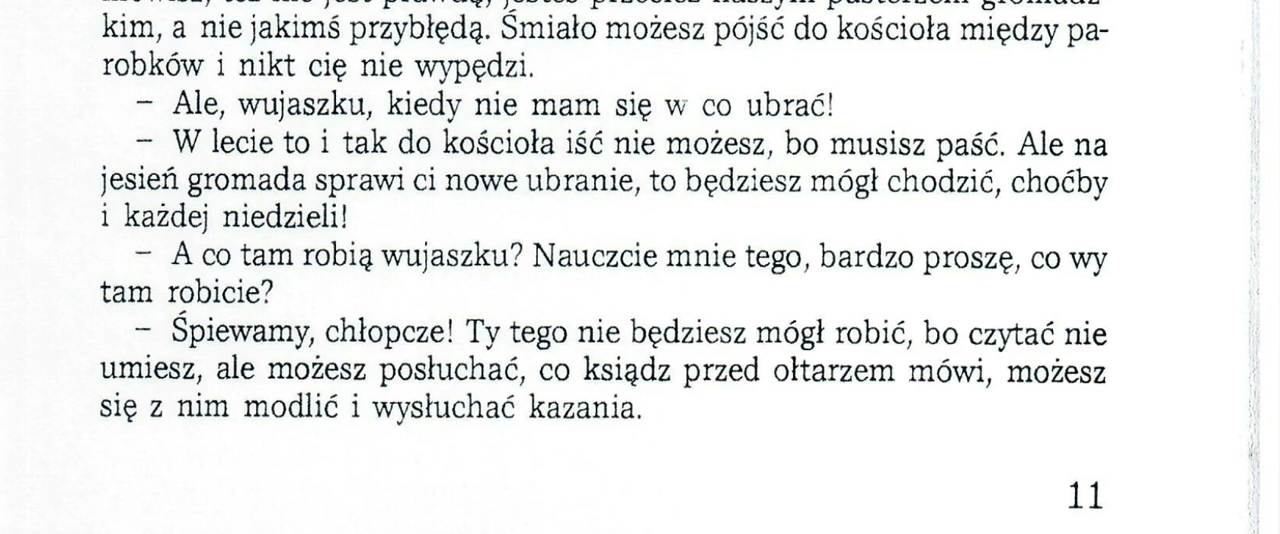 kim, a nie jakimś przybłędą. Śmiało możesz pójść do kościoła między pa-
robków i nikt cię nie wypędzi.
– Ale, wujaszku, kiedy nie mam się w co ubrać!
– W lecie to i tak do kościoła iść nie możesz, bo musisz paść. Ale na
jesień gromada sprawi ci nowe ubranie, to będziesz mógł chodzić, choćby
i każdej niedzieli!
– A co tam robią wujaszku? Nauczcie mnie tego, bardzo proszę, co wy
tam robicie?
– Śpiewamy, chłopcze! Ty tego nie będziesz mógł robić, bo czytać nie
umiesz, ale możesz posłuchać, co ksiądz przed ołtarzem mówi, możesz
się z nim modlić i wysłuchać kazania.
11